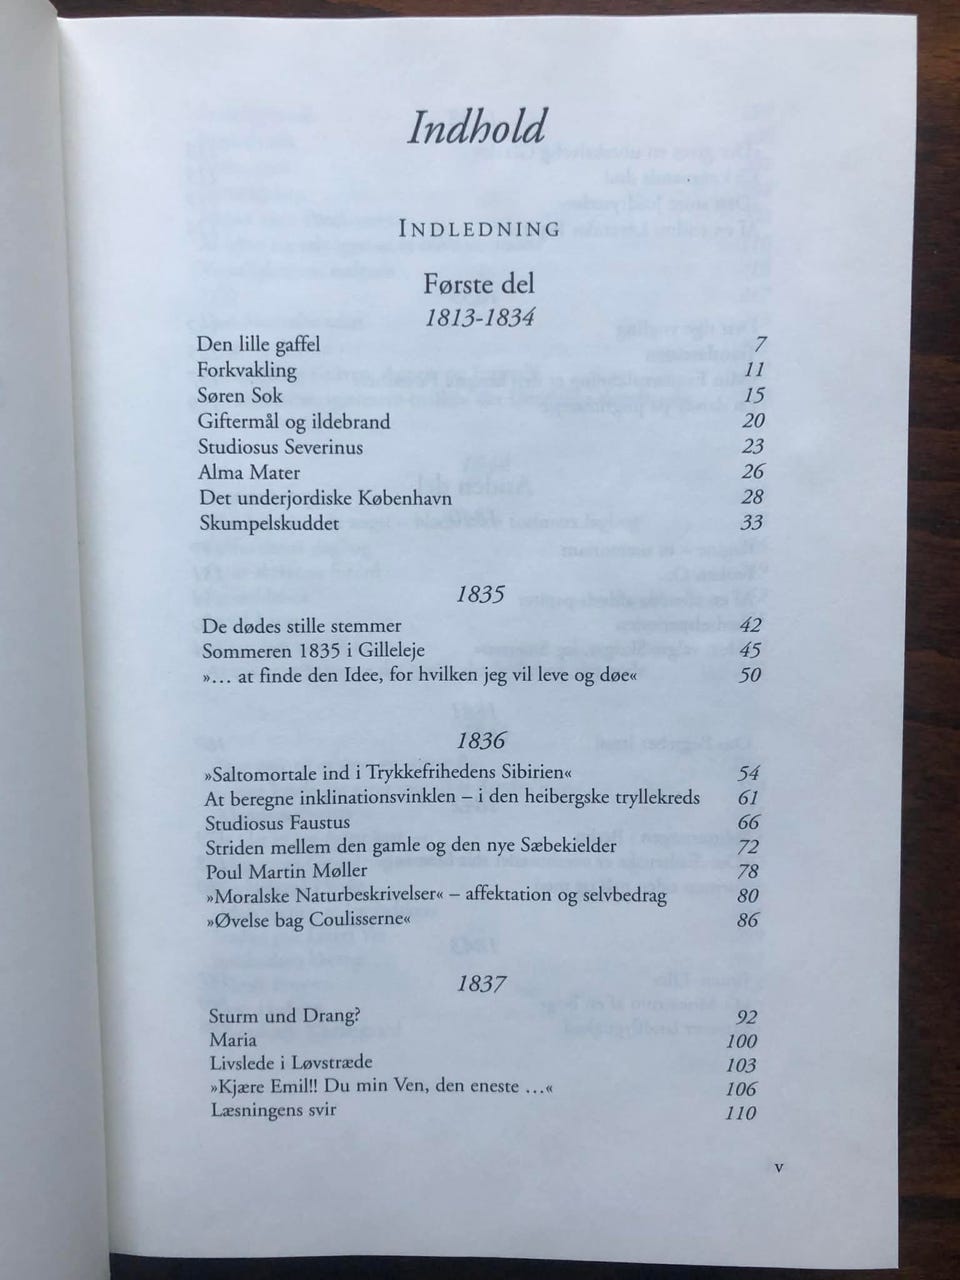 Indhold
INDLEDNING
Første del
1813-1834
Den lille gaffel 7
Forkvakling 11
Søren Sok 15
Giftermål og ildebrand 20
Studiosus Severinus 23
Alma Mater 26
Det underjordiske København 28
Skumpelskuddet 33
1835
De dødes stille stemmer 42
Sommeren 1835 i Gilleleje 45
»... at finde den Idee, for hvilken jeg vil leve og døe« 50
1836
»Saltomortale ind i Trykkefrihedens Sibirien« 54
At beregne inklinationsvinklen – i den heibergske tryllekreds 61
Studiosus Faustus 66
Striden mellem den gamle og den nye Sæbekielder 72
Poul Martin Møller 78
»Moralske Naturbeskrivelser« – affektation og selvbedrag 80
»Øvelse bag Coulisserne« 86
1837
Sturm und Drang? 92
Maria 100
Livslede i Løvstræde 103
»Kjære Emil!! Du min Ven, den eneste ...« 106
Læsningens svir 110
v